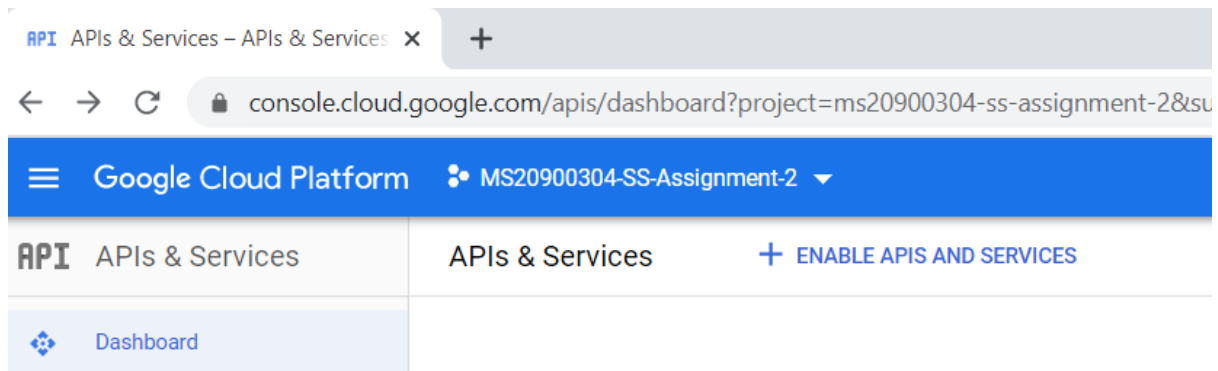 API APIs & Services – APIs & Services
console.cloud.google.com/apis/dashboard?project=ms20900304-ss-assignment-2&su
Google Cloud Platform MS20900304-SS-Assignment-2
API APIs & Services APIs & Services + ENABLE APIS AND SERVICES
Dashboard